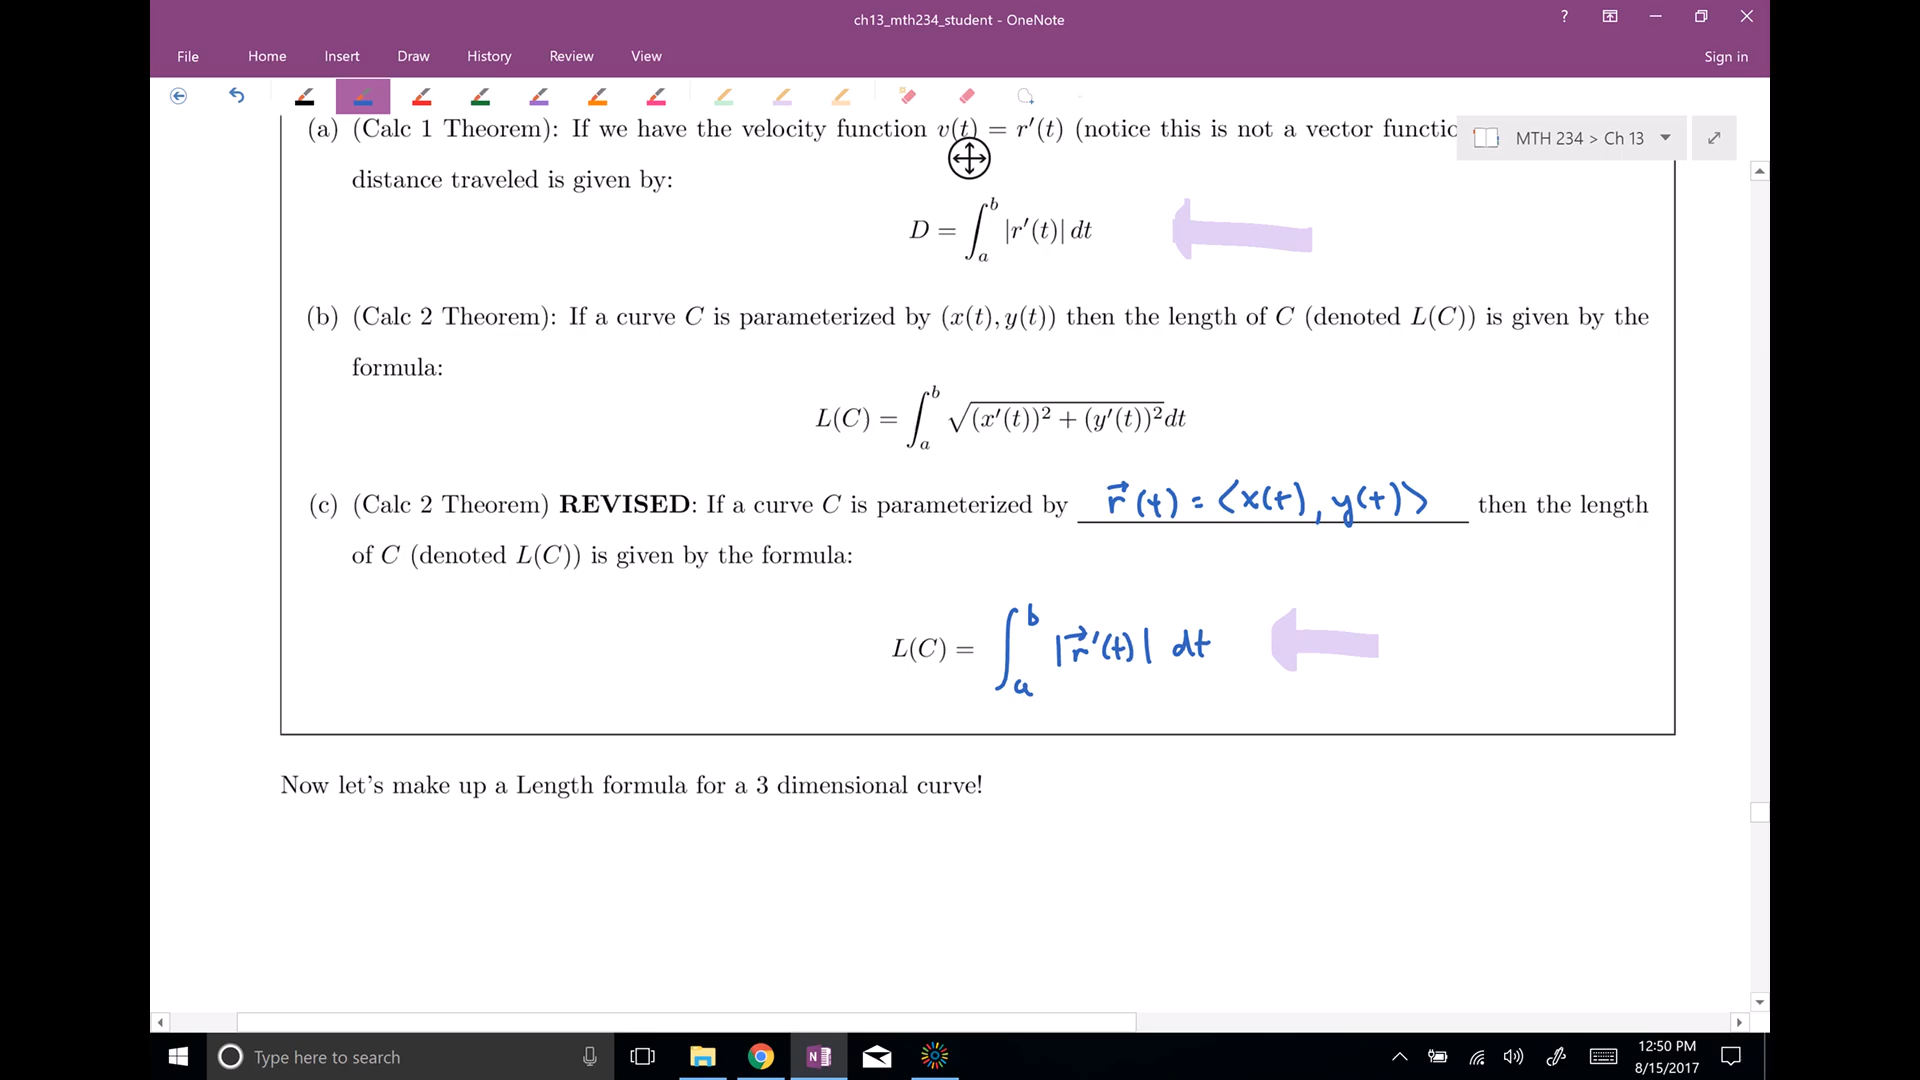 ch13_mth234_student - OneNote
?
File Home Insert Draw History Review View Sign in
MTH 234 > Ch 13
(a) (Calc 1 Theorem): If we have the velocity function v(t) = r′(t) (notice this is not a vector functio
distance traveled is given by:
D = ∫_a^b |r′(t)| dt
(b) (Calc 2 Theorem): If a curve C is parameterized by (x(t), y(t)) then the length of C (denoted L(C)) is given by the
formula:
L(C) = ∫_a^b √((x′(t))² + (y′(t))²) dt
(c) (Calc 2 Theorem) REVISED: If a curve C is parameterized by r⃗(t) = ⟨x(t), y(t)⟩ then the length
of C (denoted L(C)) is given by the formula:
L(C) = ∫_a^b |r⃗′(t)| dt
Now let's make up a Length formula for a 3 dimensional curve!
Type here to search
12:50 PM
8/15/2017